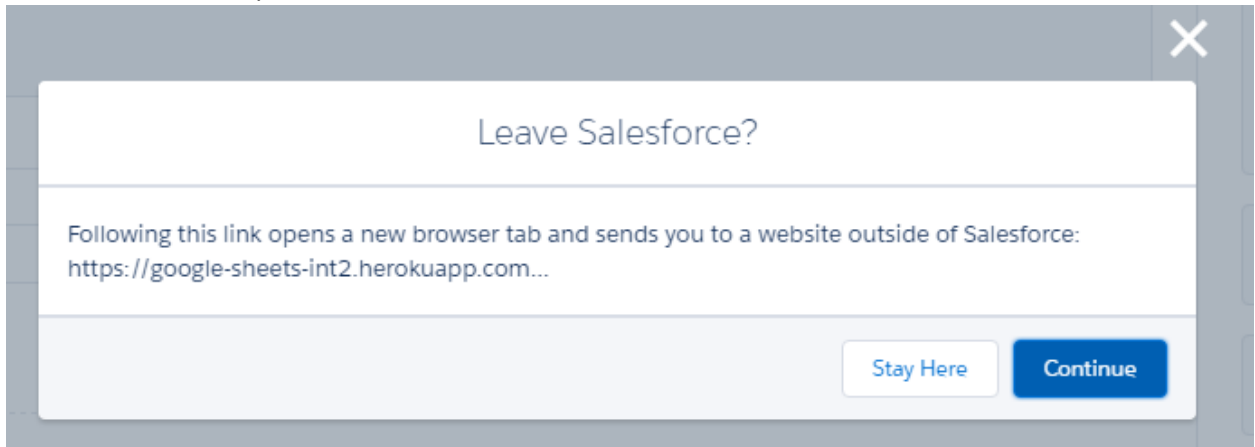 Leave Salesforce?
Following this link opens a new browser tab and sends you to a website outside of Salesforce:
https://google-sheets-int2.herokuapp.com...
Stay Here
Continue